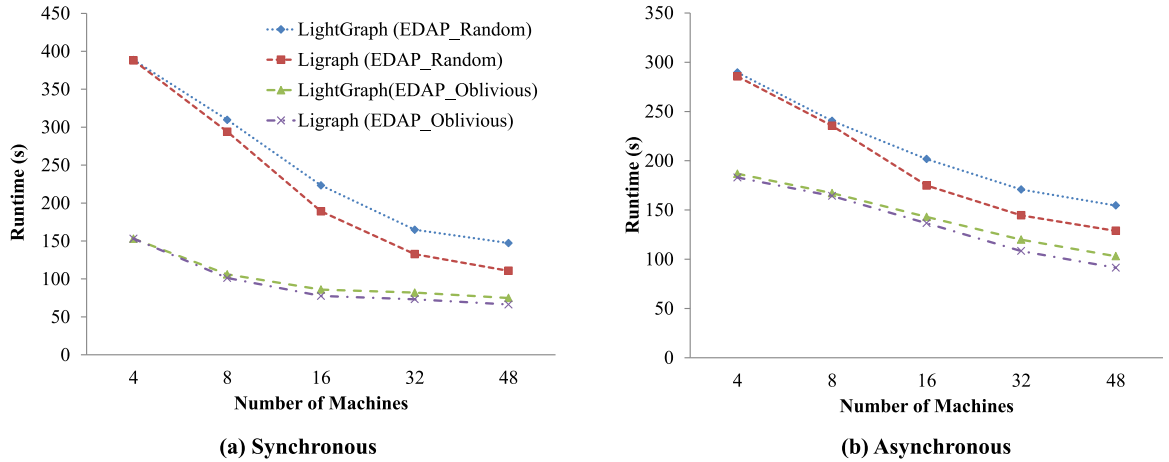 450
400
350
300
250
200
150
100
50
0
Runtime (s)
LightGraph (EDAP_Random)
Ligraph (EDAP_Random)
LightGraph(EDAP_Oblivious)
Ligraph (EDAP_Oblivious)
4 8 16 32 48
Number of Machines
(a) Synchronous
350
300
250
200
150
100
50
0
Runtime (s)
4 8 16 32 48
Number of Machines
(b) Asynchronous